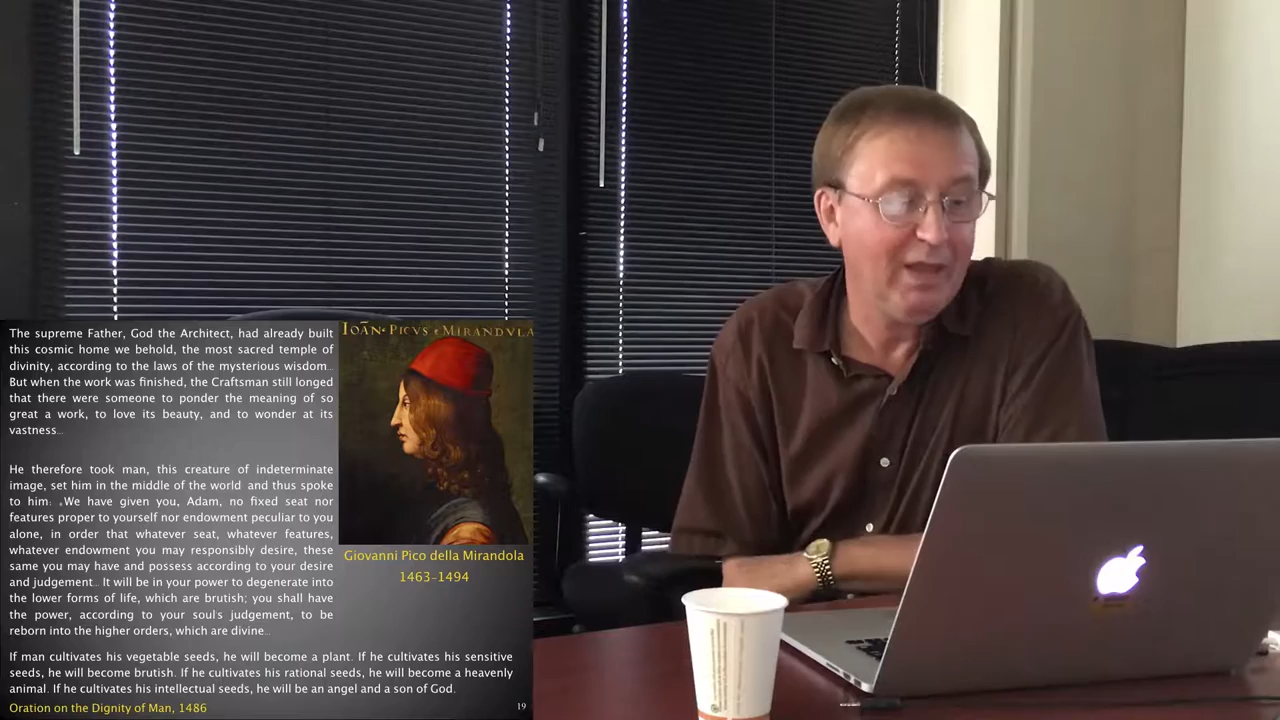 The supreme Father, God the Architect, had already built
this cosmic home we behold, the most sacred temple of
divinity, according to the laws of the mysterious wisdom...
But when the work was finished, the Craftsman still longed
that there were someone to ponder the meaning of so
great a work, to love its beauty, and to wonder at its
vastness...
He therefore took man, this creature of indeterminate
image, set him in the middle of the world and thus spoke
to him: „We have given you, Adam, no fixed seat nor
features proper to yourself nor endowment peculiar to you
alone, in order that whatever seat, whatever features,
whatever endowment you may responsibly desire, these
same you may have and possess according to your desire
and judgement... It will be in your power to degenerate into
the lower forms of life, which are brutish; you shall have
the power, according to your soul's judgement, to be
reborn into the higher orders, which are divine...
If man cultivates his vegetable seeds, he will become a plant. If he cultivates his sensitive
seeds, he will become brutish. If he cultivates his rational seeds, he will become a heavenly
animal. If he cultivates his intellectual seeds, he will be an angel and a son of God.
Oration on the Dignity of Man, 1486
IOÃN·PICVS·MIRANDVLA
Giovanni Pico della Mirandola
1463-1494
19